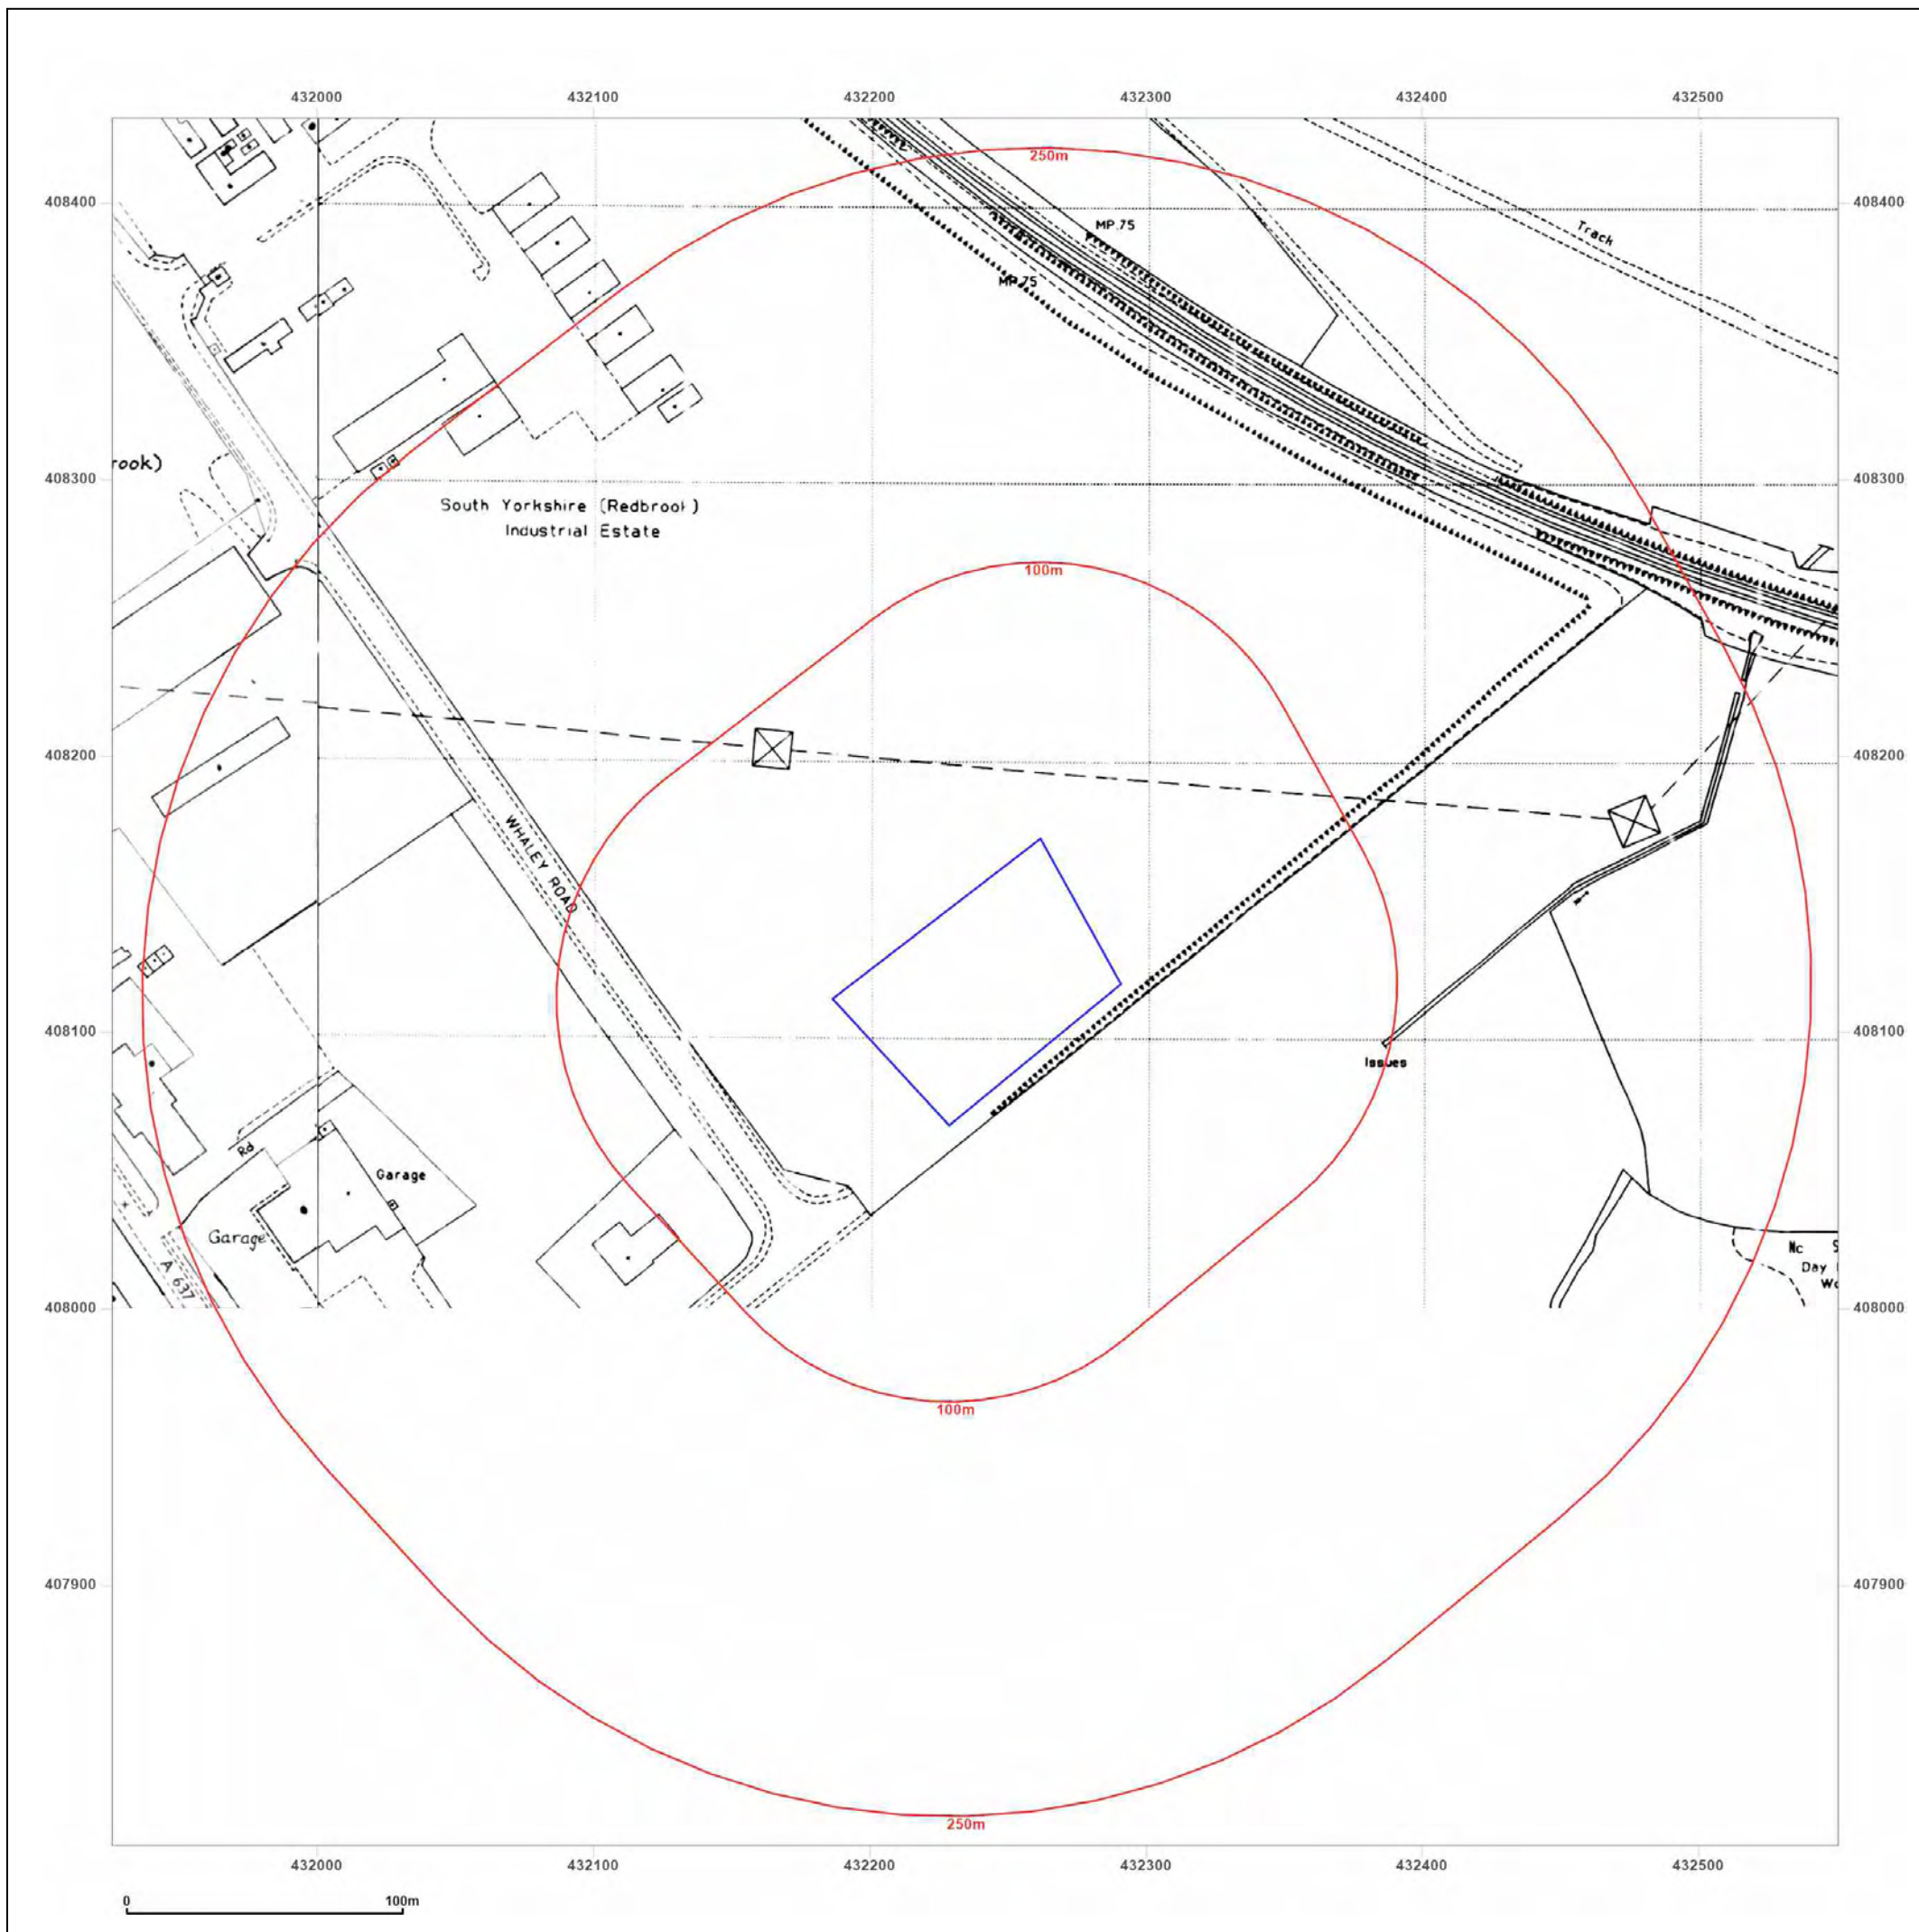 432000 432100 432200 432300 432400 432500
250m
408400 408400
MP.75
Track
MP.75
rook)
408300 408300
South Yorkshire (Redbrook)
Industrial Estate
100m
408200 408200
WHALEY ROAD
408100 408100
Issues
Rd
Garage
Garage
A 637
Day
408000 408000
100m
407900 407900
250m
432000 432100 432200 432300 432400 432500
0 100m